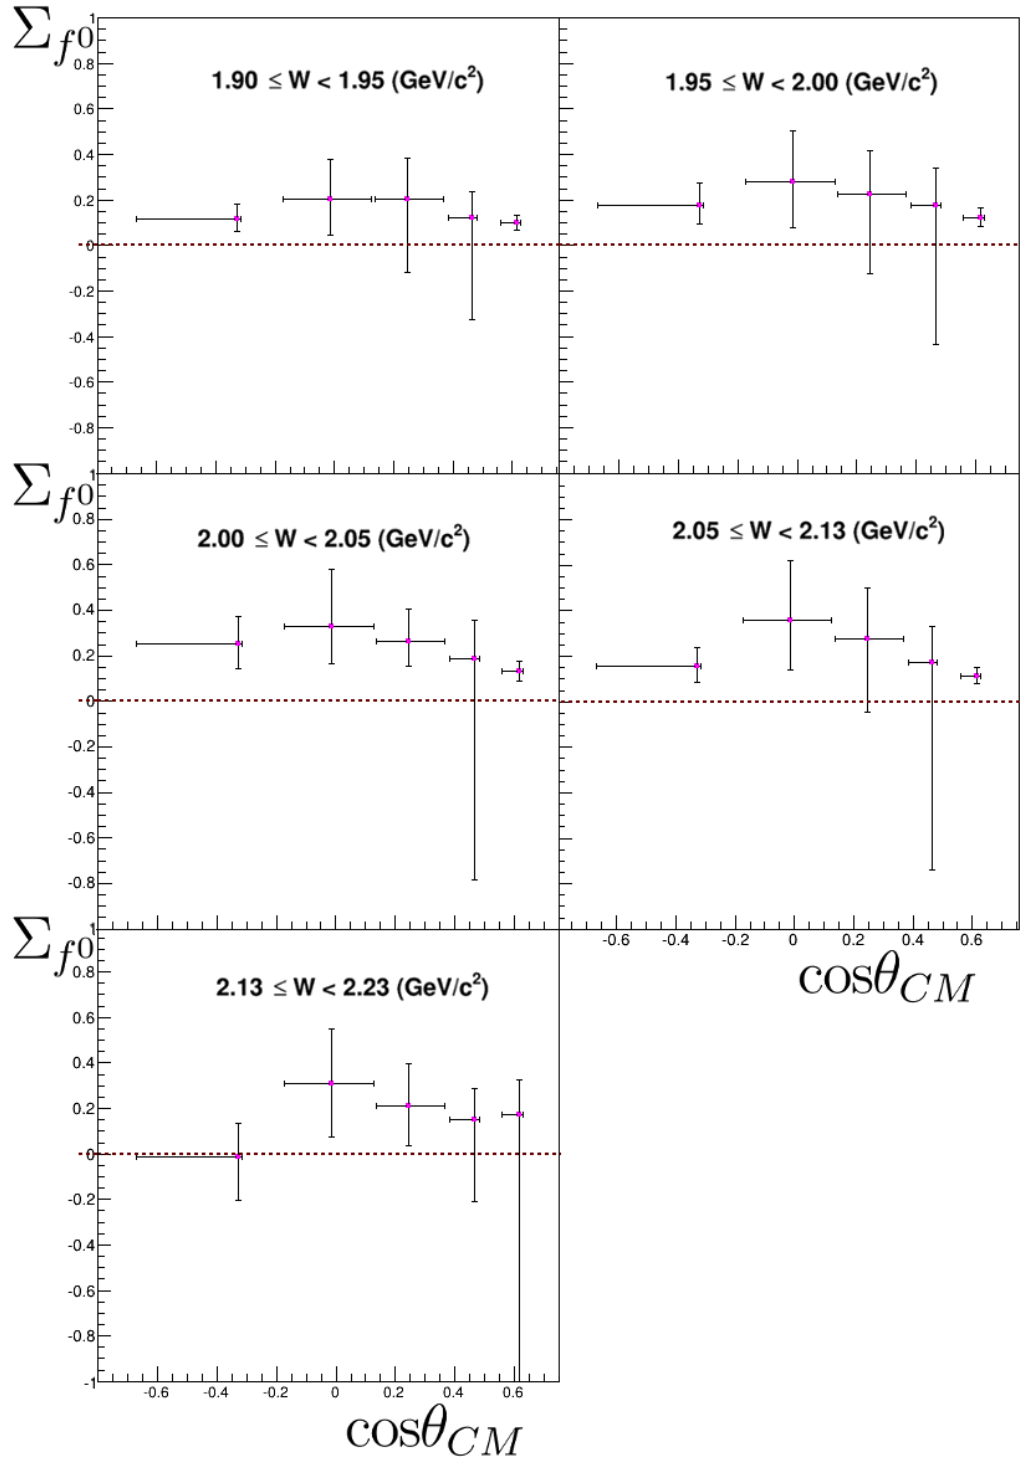 Σf0
1
0.8
0.6
0.4
0.2
0
-0.2
-0.4
-0.6
-0.8
1.90 ≤ W < 1.95 (GeV/c²)
1.95 ≤ W < 2.00 (GeV/c²)
Σf0
1
0.8
0.6
0.4
0.2
0
-0.2
-0.4
-0.6
-0.8
2.00 ≤ W < 2.05 (GeV/c²)
2.05 ≤ W < 2.13 (GeV/c²)
-0.6 -0.4 -0.2 0 0.2 0.4 0.6
cosθCM
Σf0
1
0.8
0.6
0.4
0.2
0
-0.2
-0.4
-0.6
-0.8
-1
2.13 ≤ W < 2.23 (GeV/c²)
-0.6 -0.4 -0.2 0 0.2 0.4 0.6
cosθCM